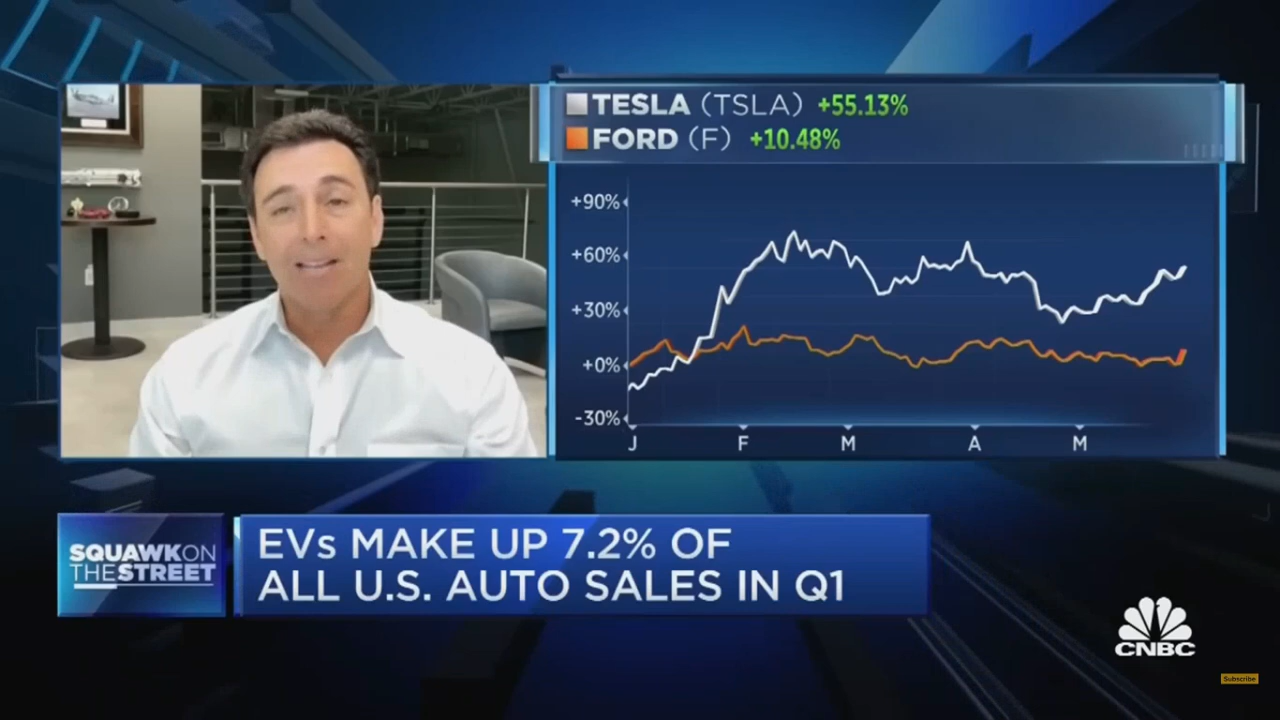 TESLA (TSLA) +55.13%
FORD (F) +10.48%
+90%
+60%
+30%
+0%
-30%
J F M A M
SQUAWK ON
THE STREET
EVs MAKE UP 7.2% OF
ALL U.S. AUTO SALES IN Q1
CNBC
Subscribe